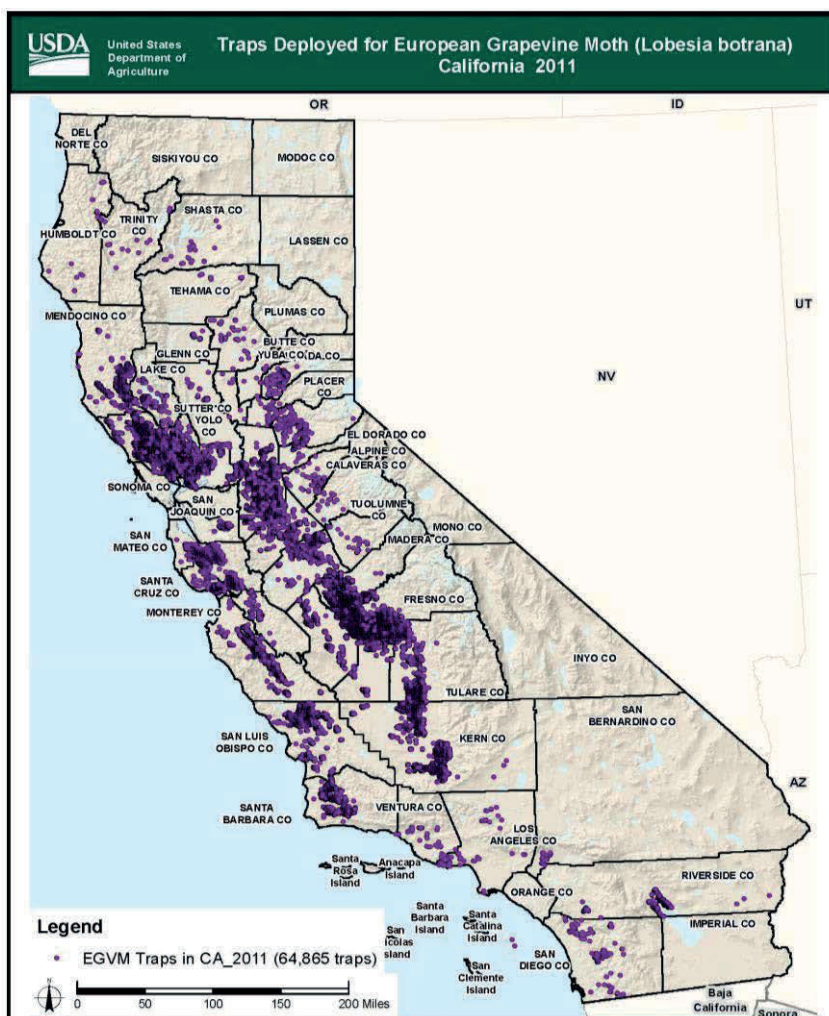 USDA
United States
Department of
Agriculture
Traps Deployed for European Grapevine Moth (Lobesia botrana)
California 2011
OR
ID
DEL
NORTE CO
SISKIYOU CO
MODOC CO
SHASTA CO
TRINITY
CO
HUMBOLDT CO
LASSEN CO
TEHAMA CO
PLUMAS CO
UT
MENDOCINO CO
BUTTE CO
GLENN CO
YUBA CO
DA CO
LAKE CO
PLACER
CO
NV
SUTTER CO
YOLO
CO
EL DORADO CO
ALPINE CO
CALAVERAS CO
SONOMA CO
SAN
JOAQUIN CO
TUOLUMNE
CO
MONO CO
SAN
MATEO CO
MADERA CO
SANTA
CRUZ CO
FRESNO CO
MONTEREY CO
INYO CO
TULARE CO
SAN
BERNARDINO CO
SAN LUIS
OBISPO CO
KERN CO
AZ
SANTA
BARBARA CO
VENTURA CO
LOS
ANGELES CO
Santa
Rosa
Island
Anacapa
Island
RIVERSIDE CO
ORANGE CO
Santa
Barbara
Island
Santa
Catalina
Island
IMPERIAL CO
San
icolas
sland
SAN
DIEGO CO
San
Clemente
Island
Legend
EGVM Traps in CA_2011 (64,865 traps)
N
0 50 100 150 200 Miles
Baja
California
Sonora